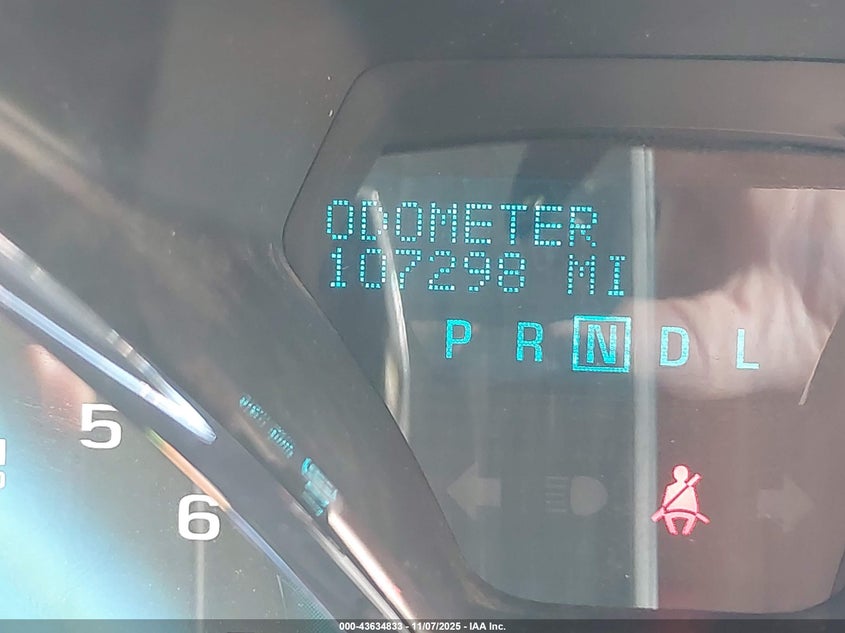 ODOMETER
107298 MI
P R N D L
5
6
000-43634833 - 11/07/2025 - IAA Inc.